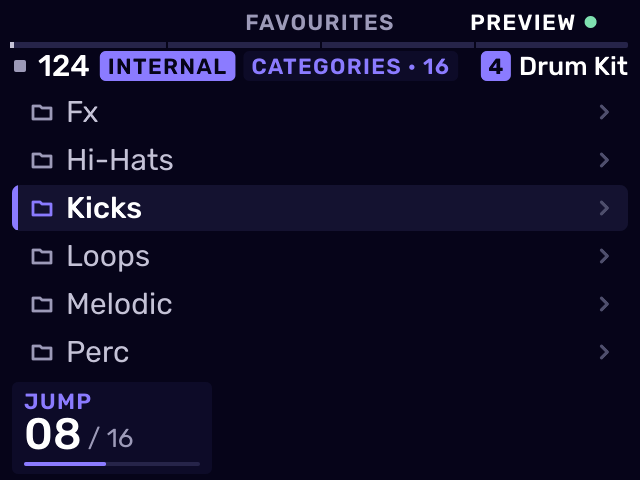 FAVOURITES PREVIEW
124 INTERNAL CATEGORIES • 16 4 Drum Kit
Fx
Hi-Hats
Kicks
Loops
Melodic
Perc
JUMP
08 / 16